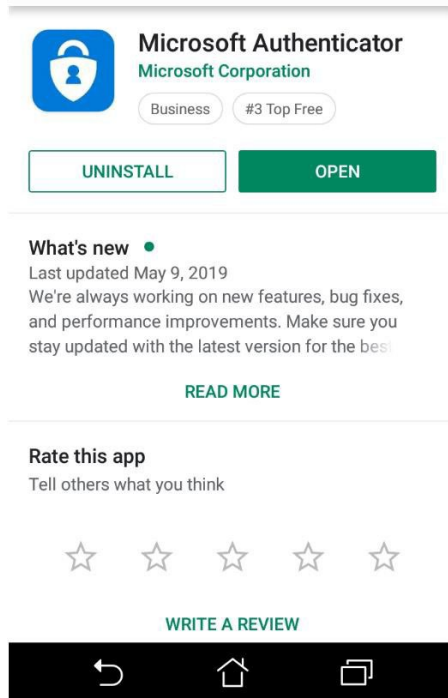 Microsoft Authenticator
Microsoft Corporation
Business #3 Top Free
UNINSTALL OPEN
What's new
Last updated May 9, 2019
We're always working on new features, bug fixes,
and performance improvements. Make sure you
stay updated with the latest version for the bes
READ MORE
Rate this app
Tell others what you think
WRITE A REVIEW